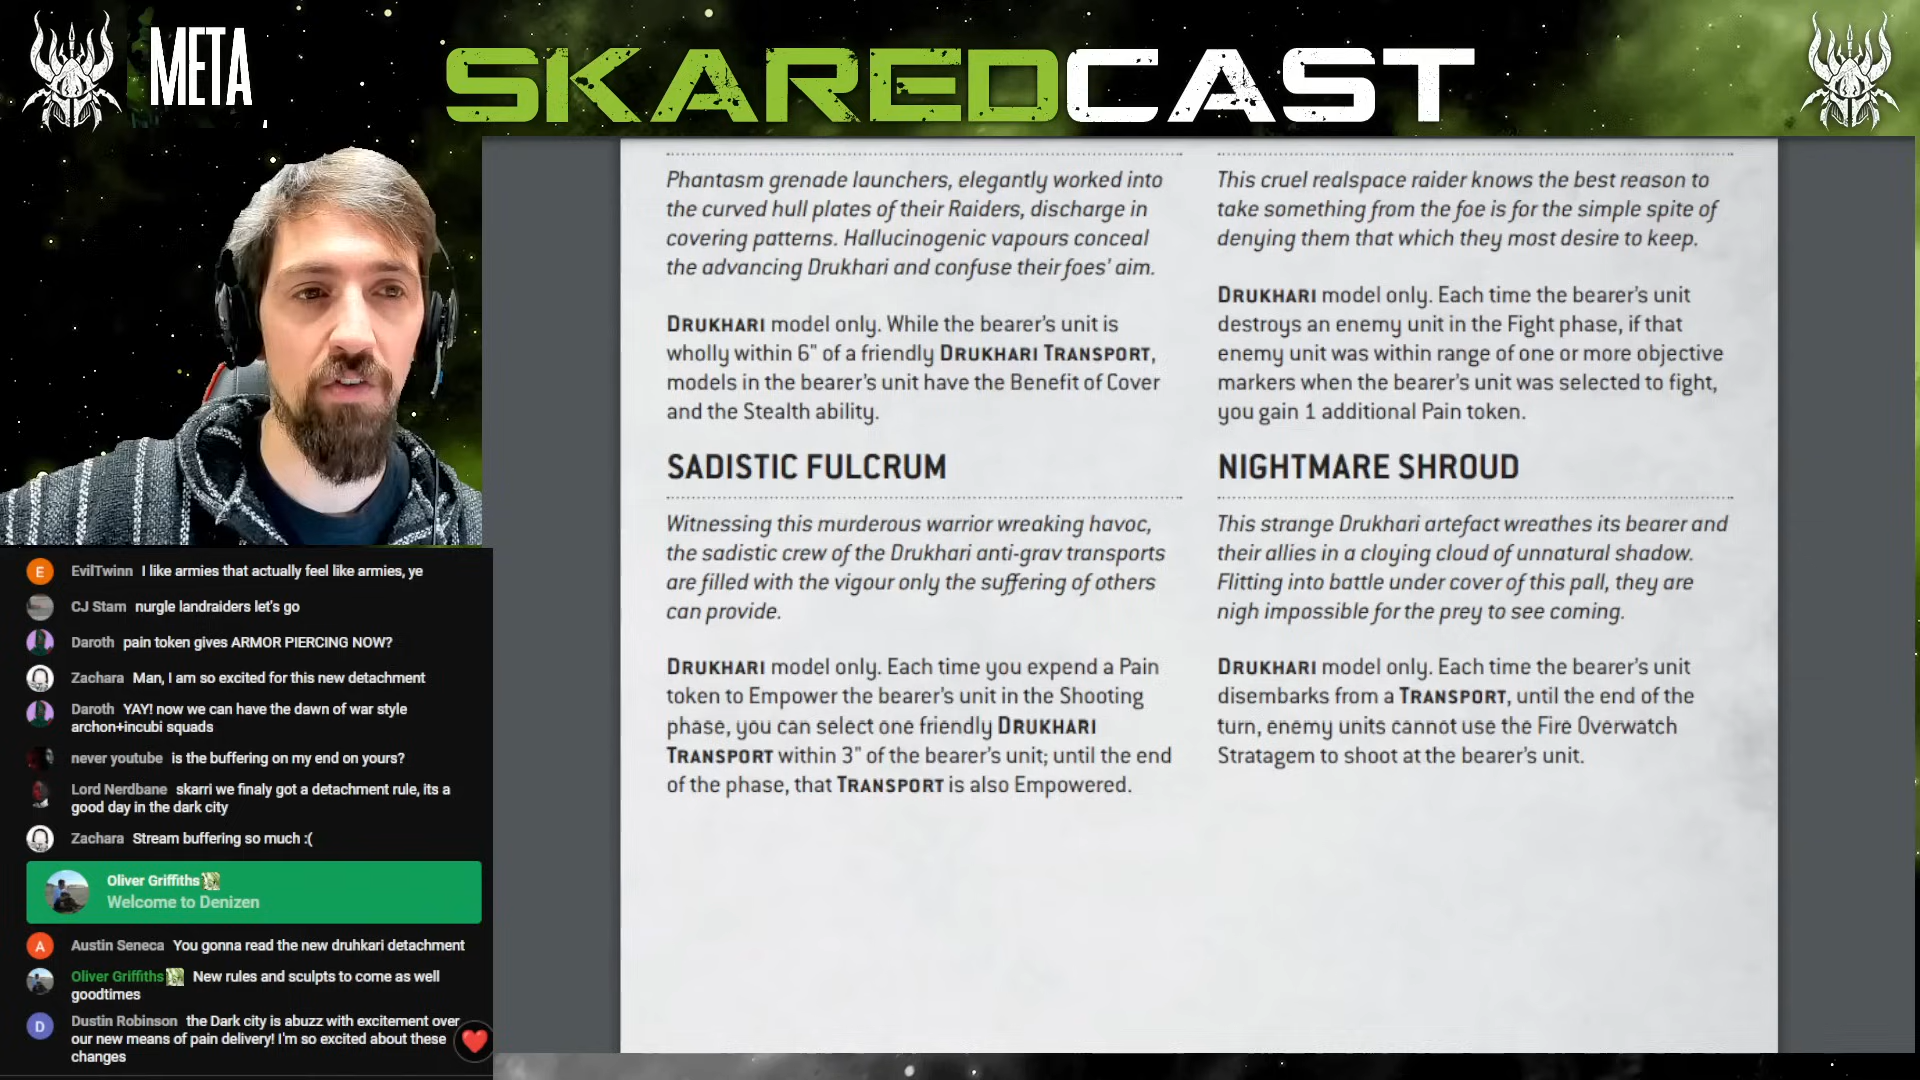 META
SKAREDCAST
Phantasm grenade launchers, elegantly worked into
the curved hull plates of their Raiders, discharge in
covering patterns. Hallucinogenic vapours conceal
the advancing Drukhari and confuse their foes' aim.
DRUKHARI model only. While the bearer's unit is
wholly within 6" of a friendly DRUKHARI TRANSPORT,
models in the bearer's unit have the Benefit of Cover
and the Stealth ability.
SADISTIC FULCRUM
Witnessing this murderous warrior wreaking havoc,
the sadistic crew of the Drukhari anti-grav transports
are filled with the vigour only the suffering of others
can provide.
DRUKHARI model only. Each time you expend a Pain
token to Empower the bearer's unit in the Shooting
phase, you can select one friendly DRUKHARI
TRANSPORT within 3" of the bearer's unit; until the end
of the phase, that TRANSPORT is also Empowered.
This cruel realspace raider knows the best reason to
take something from the foe is for the simple spite of
denying them that which they most desire to keep.
DRUKHARI model only. Each time the bearer's unit
destroys an enemy unit in the Fight phase, if that
enemy unit was within range of one or more objective
markers when the bearer's unit was selected to fight,
you gain 1 additional Pain token.
NIGHTMARE SHROUD
This strange Drukhari artefact wreathes its bearer and
their allies in a cloying cloud of unnatural shadow.
Flitting into battle under cover of this pall, they are
nigh impossible for the prey to see coming.
DRUKHARI model only. Each time the bearer's unit
disembarks from a TRANSPORT, until the end of the
turn, enemy units cannot use the Fire Overwatch
Stratagem to shoot at the bearer's unit.
E EvilTwinn I like armies that actually feel like armies, ye
CJ Stam nurgle landraiders let's go
Daroth pain token gives ARMOR PIERCING NOW?
Zachara Man, I am so excited for this new detachment
Daroth YAY! now we can have the dawn of war style
archon+incubi squads
never youtube is the buffering on my end on yours?
Lord Nerdbane skarri we finaly got a detachment rule, its a
good day in the dark city
Zachara Stream buffering so much :(
Oliver Griffiths
Welcome to Denizen
A Austin Seneca You gonna read the new druhkari detachment
Oliver Griffiths New rules and sculpts to come as well
goodtimes
D Dustin Robinson the Dark city is abuzz with excitement over
our new means of pain delivery! I'm so excited about these
changes